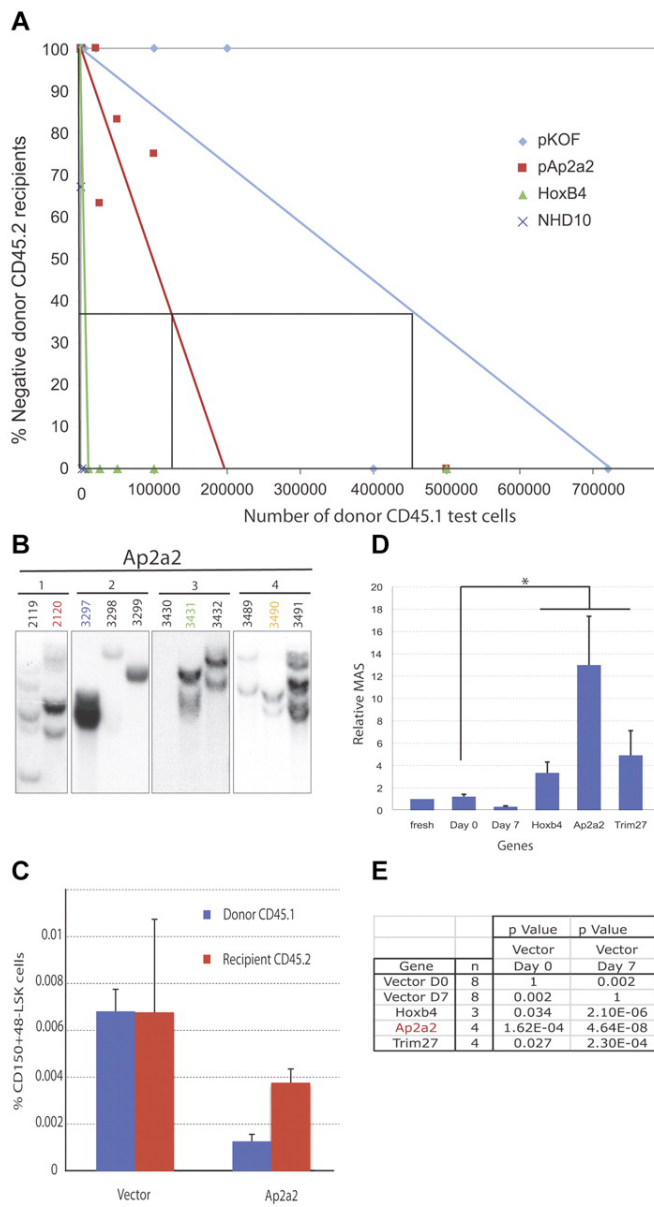 A
100
90
80
70
60
50
40
30
20
10
0
% Negative donor CD45.2 recipients
pKOF
pAp2a2
HoxB4
NHD10
0 100000 200000 300000 400000 500000 600000 700000
Number of donor CD45.1 test cells
B
Ap2a2
1 2 3 4
2119 2120 3297 3298 3299 3430 3431 3432 3489 3490 3491
D
*
20
18
16
14
12
10
8
6
4
2
0
Relative MAS
fresh Day 0 Day 7 Hoxb4 Ap2a2 Trim27
Genes
C
Donor CD45.1
Recipient CD45.2
0.01
0.008
0.006
0.004
0.002
0
% CD150+48-LSK cells
Vector Ap2a2
E
p Value p Value
Vector Vector
Gene n Day 0 Day 7
Vector D0 8 1 0.002
Vector D7 8 0.002 1
Hoxb4 3 0.034 2.10E-06
Ap2a2 4 1.62E-04 4.64E-08
Trim27 4 0.027 2.30E-04